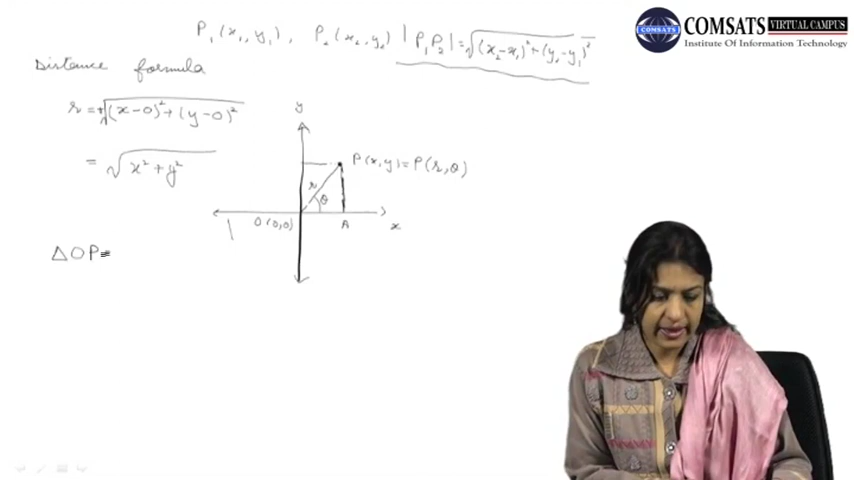 P₁(x₁, y₁), P₂(x₂, y₂) |P₁P₂| = √(x₂-x₁)²+(y₂-y₁)²
COMSATS VIRTUAL CAMPUS
COMSATS
Institute Of Information Technology
Distance formula
r = √(x-0)²+(y-0)²
= √x²+y²
y
P(x,y)=P(r,θ)
r
θ
O(0,0)
A
x
△OP